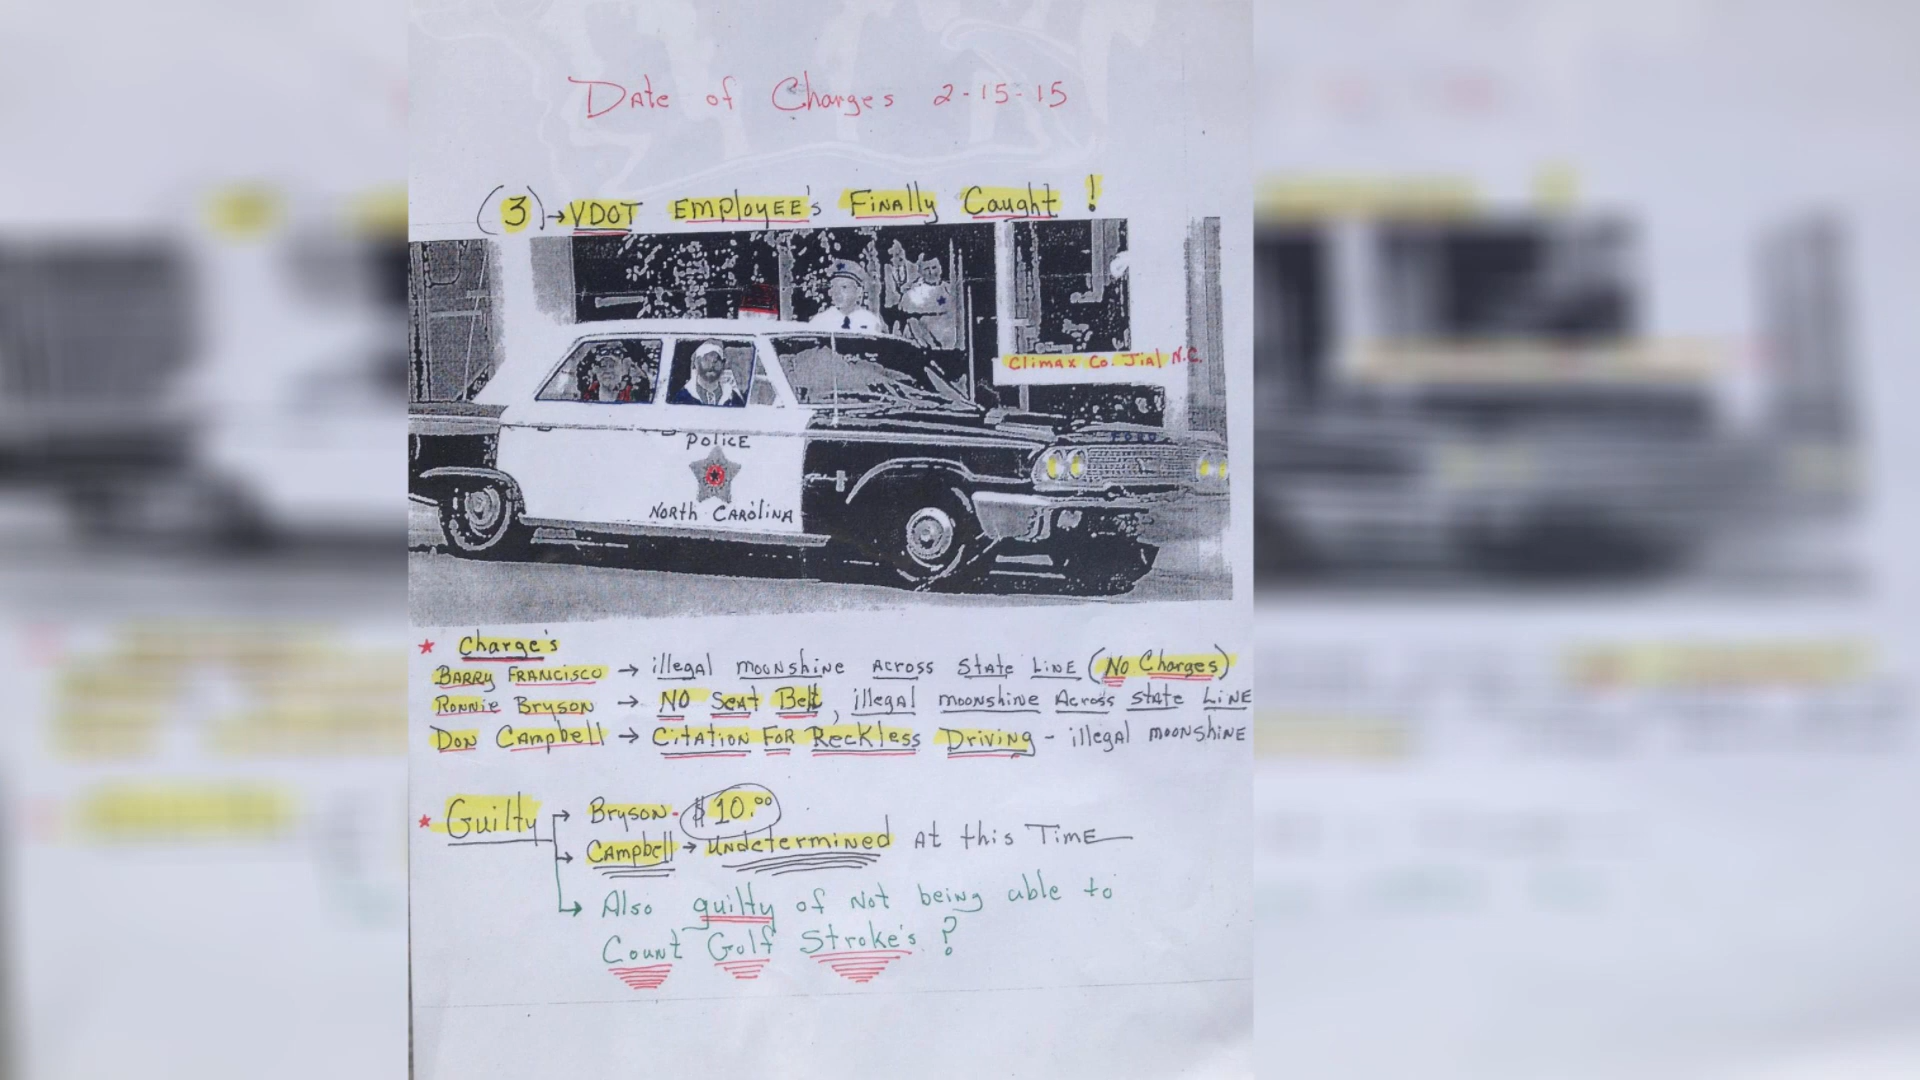 Date of Charges 2-15-15
(3)→VDOT EMPLOYEE's Finally Caught !
Climax Co. Jial N.C.
FORD
POLICE
NORTH CAROLINA
* Charge's
BARRY FRANCISCO → illegal moonshine Across State LINE (No Charges)
Ronnie Bryson → NO Seat Belt, illegal moonshine Across State LINE
Don Campbell → CITATION FOR Reckless Driving - illegal moonshine
* Guilty → Bryson - $10.00
→ Campbell → Undetermined At this Time
→ Also guilty of Not being able to
Count Golf Stroke's ?